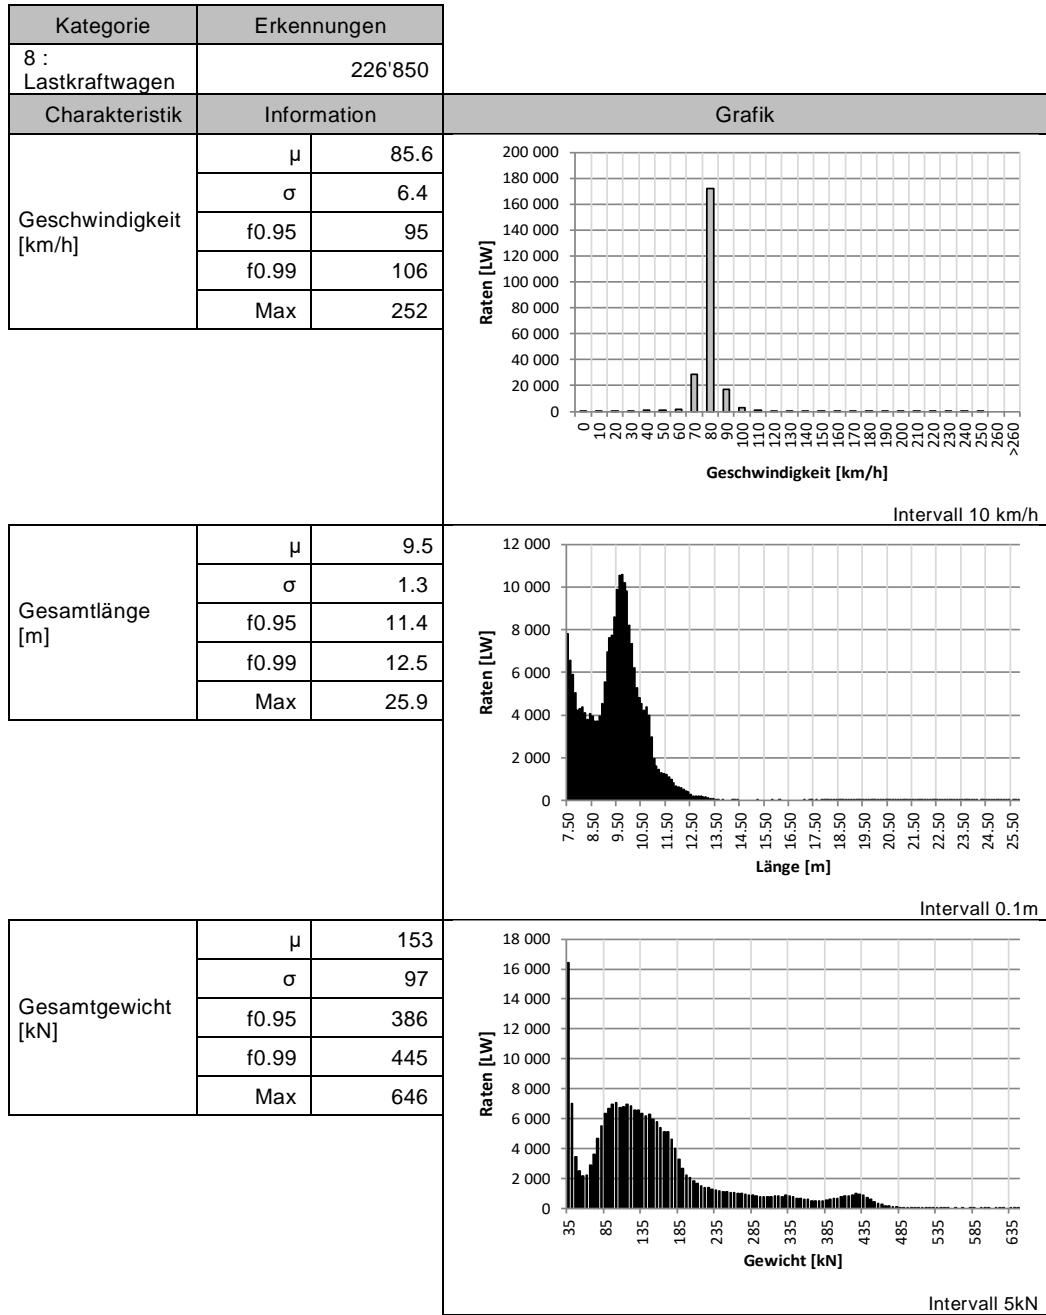 Kategorie Erkennungen
8 :
Lastkraftwagen 226'850
Charakteristik Information Grafik
Geschwindigkeit
[km/h]
µ 85.6
σ 6.4
f0.95 95
f0.99 106
Max 252
200 000
180 000
160 000
140 000
120 000
100 000
80 000
60 000
40 000
20 000
0
Raten [LW]
0 10 20 30 40 50 60 70 80 90 100 110 120 130 140 150 160 170 180 190 200 210 220 230 240 250 260 >260
Geschwindigkeit [km/h]
Intervall 10 km/h
Gesamtlänge
[m]
µ 9.5
σ 1.3
f0.95 11.4
f0.99 12.5
Max 25.9
12 000
10 000
8 000
6 000
4 000
2 000
0
Raten [LW]
7.50 8.50 9.50 10.50 11.50 12.50 13.50 14.50 15.50 16.50 17.50 18.50 19.50 20.50 21.50 22.50 23.50 24.50 25.50
Länge [m]
Intervall 0.1m
Gesamtgewicht
[kN]
µ 153
σ 97
f0.95 386
f0.99 445
Max 646
18 000
16 000
14 000
12 000
10 000
8 000
6 000
4 000
2 000
0
Raten [LW]
35 85 135 185 235 285 335 385 435 485 535 585 635
Gewicht [kN]
Intervall 5kN